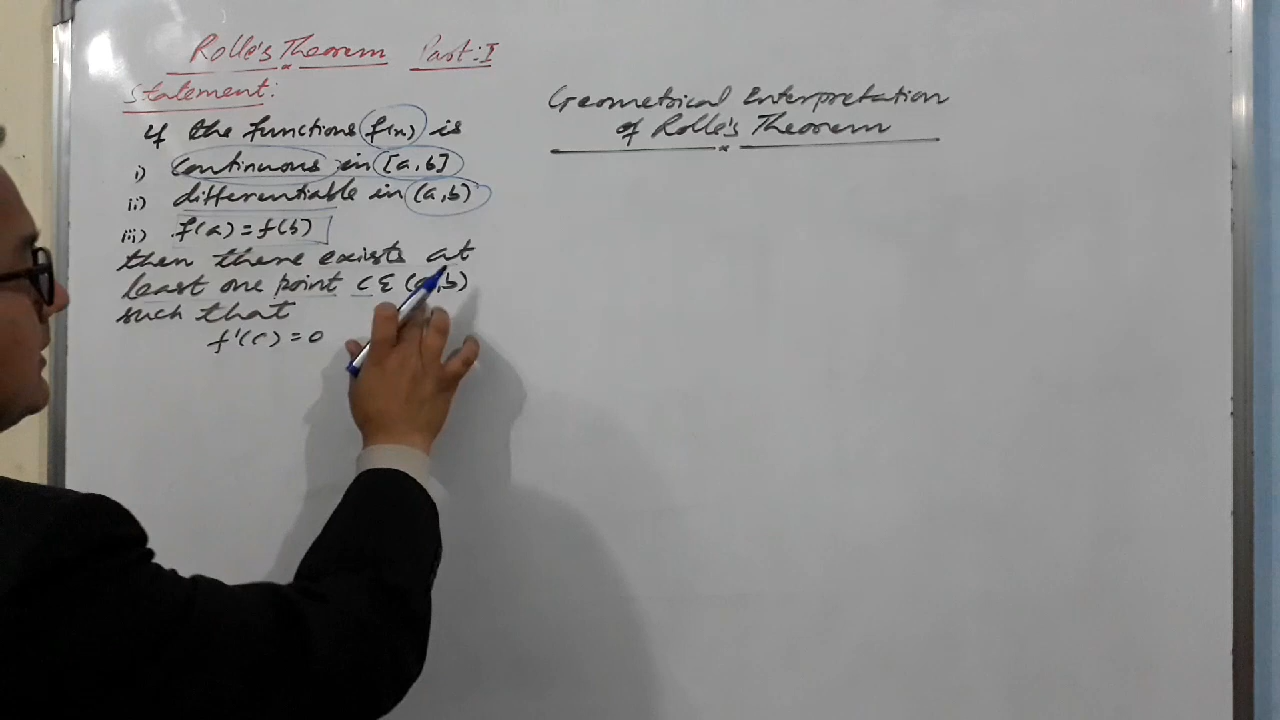 Rolle's Theorem Part: I
Statement:
If the functions f(x) is
i) Continuous in [a, b]
ii) differentiable in (a, b)
iii) f(a) = f(b)
then there exists at
least one point c ε (a, b)
such that
f'(c) = 0
Geometrical Interpretation
of Rolle's Theorem